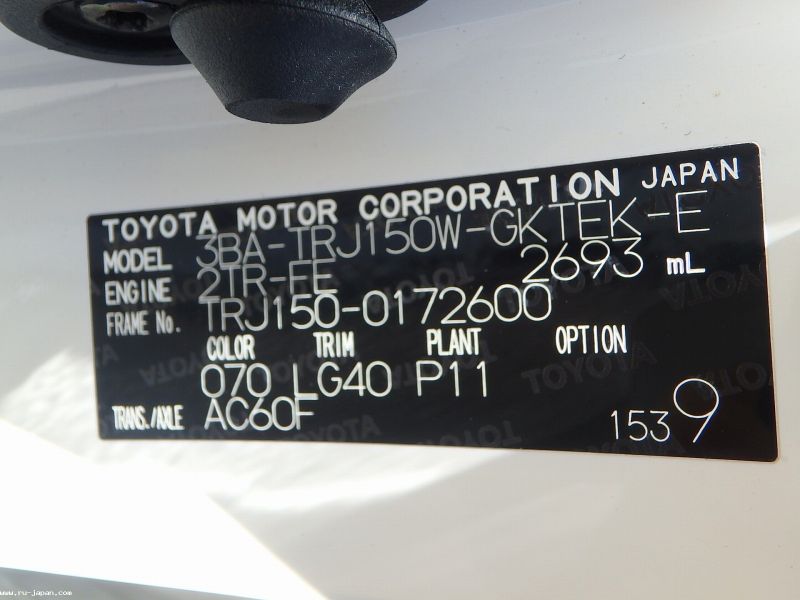 TOYOTA MOTOR CORPORATION JAPAN
MODEL 3BA-TRJ150W-GKTEK-E
ENGINE 2TR-FE 2693 mL
FRAME No. TRJ150-0172600
COLOR TRIM PLANT OPTION
070 LG40 P11
TRANS./AXLE AC60F 1539
www.ru-japan.com